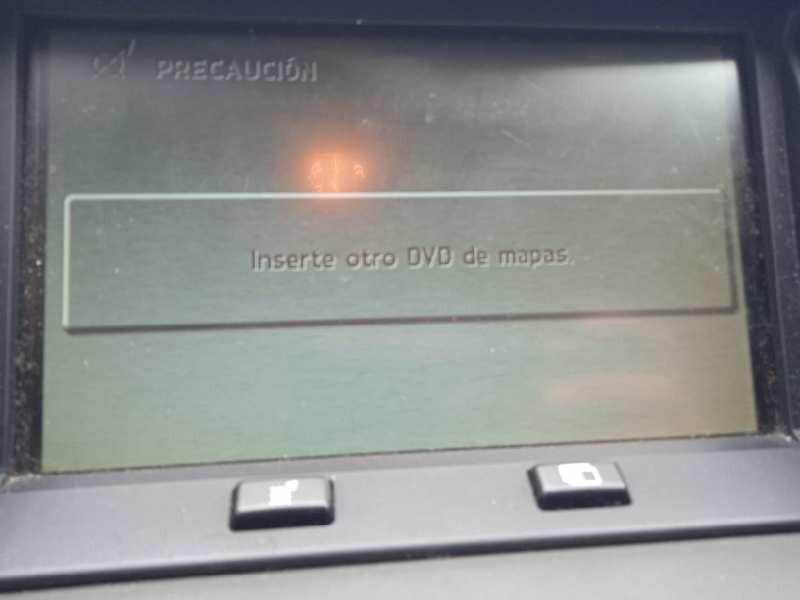 PRECAUCIÓN
Inserte otro DVD de mapas.